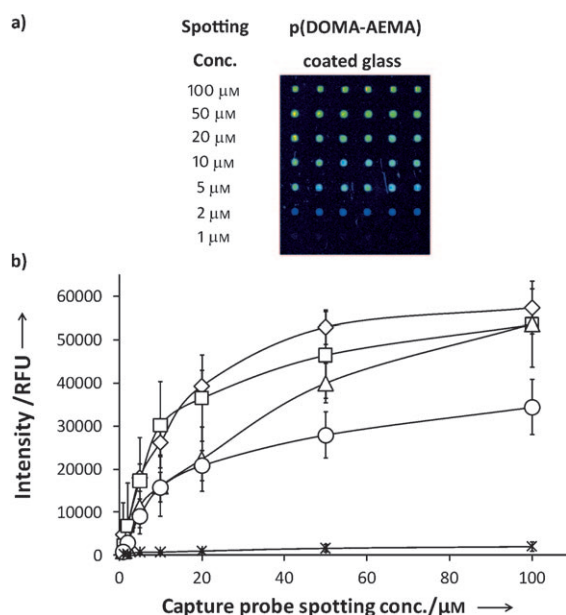 a)
Spotting p(DOMA-AEMA)
Conc. coated glass
100 μM
50 μM
20 μM
10 μM
5 μM
2 μM
1 μM
b)
60000
50000
40000
30000
20000
10000
0
Intensity /RFU →
0 20 40 60 80 100
Capture probe spotting conc./μM →